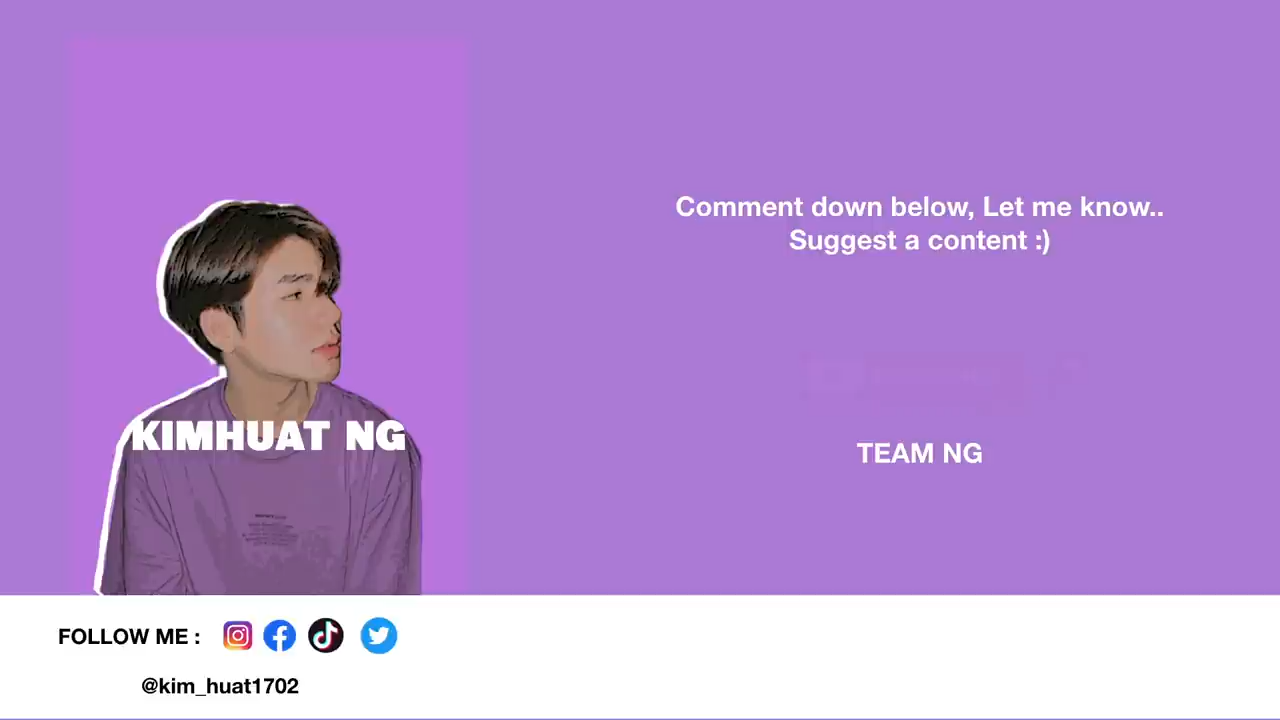 Comment down below, Let me know..
Suggest a content :)
KIMHUAT NG
TEAM NG
FOLLOW ME :
@kim_huat1702